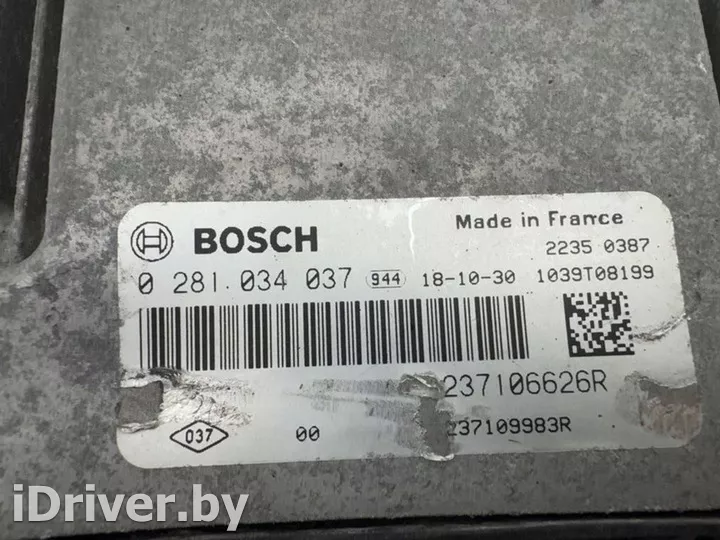 BOSCH
Made in France
2235 0387
0 281 034 037 944 18-10-30 1039T08199
237106626R
037 00 237109983R
iDriver.by